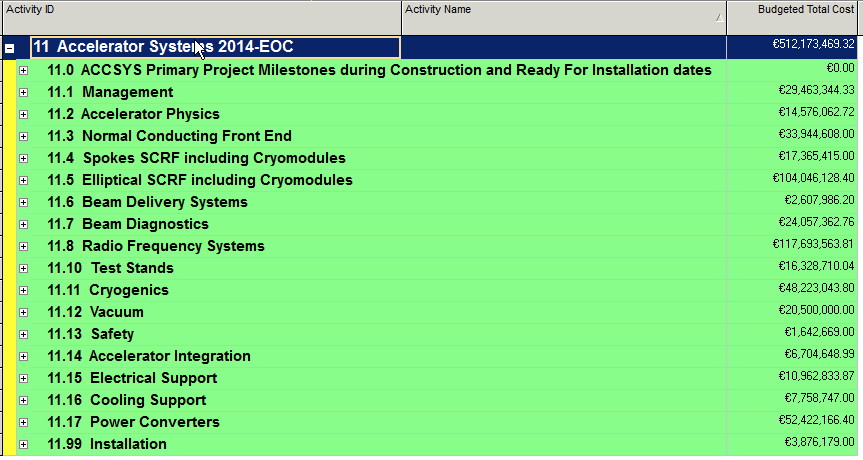 Activity ID Activity Name Budgeted Total Cost
11 Accelerator Systems 2014-EOC €512,173,469.32
11.0 ACCSYS Primary Project Milestones during Construction and Ready For Installation dates €0.00
11.1 Management €29,463,344.33
11.2 Accelerator Physics €14,576,062.72
11.3 Normal Conducting Front End €33,944,608.00
11.4 Spokes SCRF including Cryomodules €17,365,415.00
11.5 Elliptical SCRF including Cryomodules €104,046,128.40
11.6 Beam Delivery Systems €2,607,986.20
11.7 Beam Diagnostics €24,057,362.76
11.8 Radio Frequency Systems €117,693,563.81
11.10 Test Stands €16,328,710.04
11.11 Cryogenics €48,223,043.80
11.12 Vacuum €20,500,000.00
11.13 Safety €1,642,669.00
11.14 Accelerator Integration €6,704,648.99
11.15 Electrical Support €10,962,833.87
11.16 Cooling Support €7,758,747.00
11.17 Power Converters €52,422,166.40
11.99 Installation €3,876,179.00